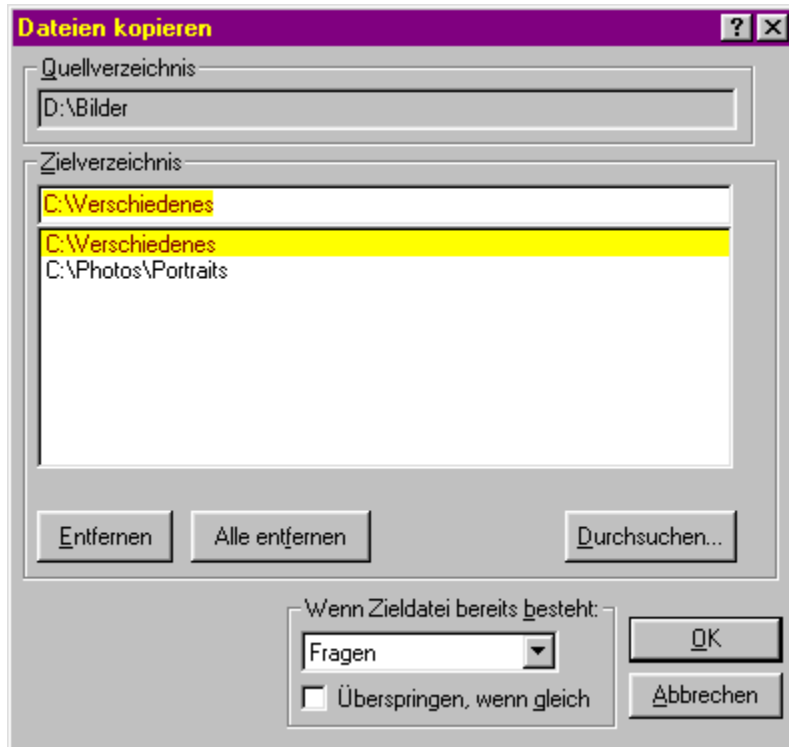 Dateien kopieren
Quellverzeichnis
D:\Bilder
Zielverzeichnis
C:\Verschiedenes
C:\Verschiedenes
C:\Photos\Portraits
Entfernen Alle entfernen Durchsuchen...
Wenn Zieldatei bereits besteht:
Fragen
OK
Überspringen, wenn gleich
Abbrechen